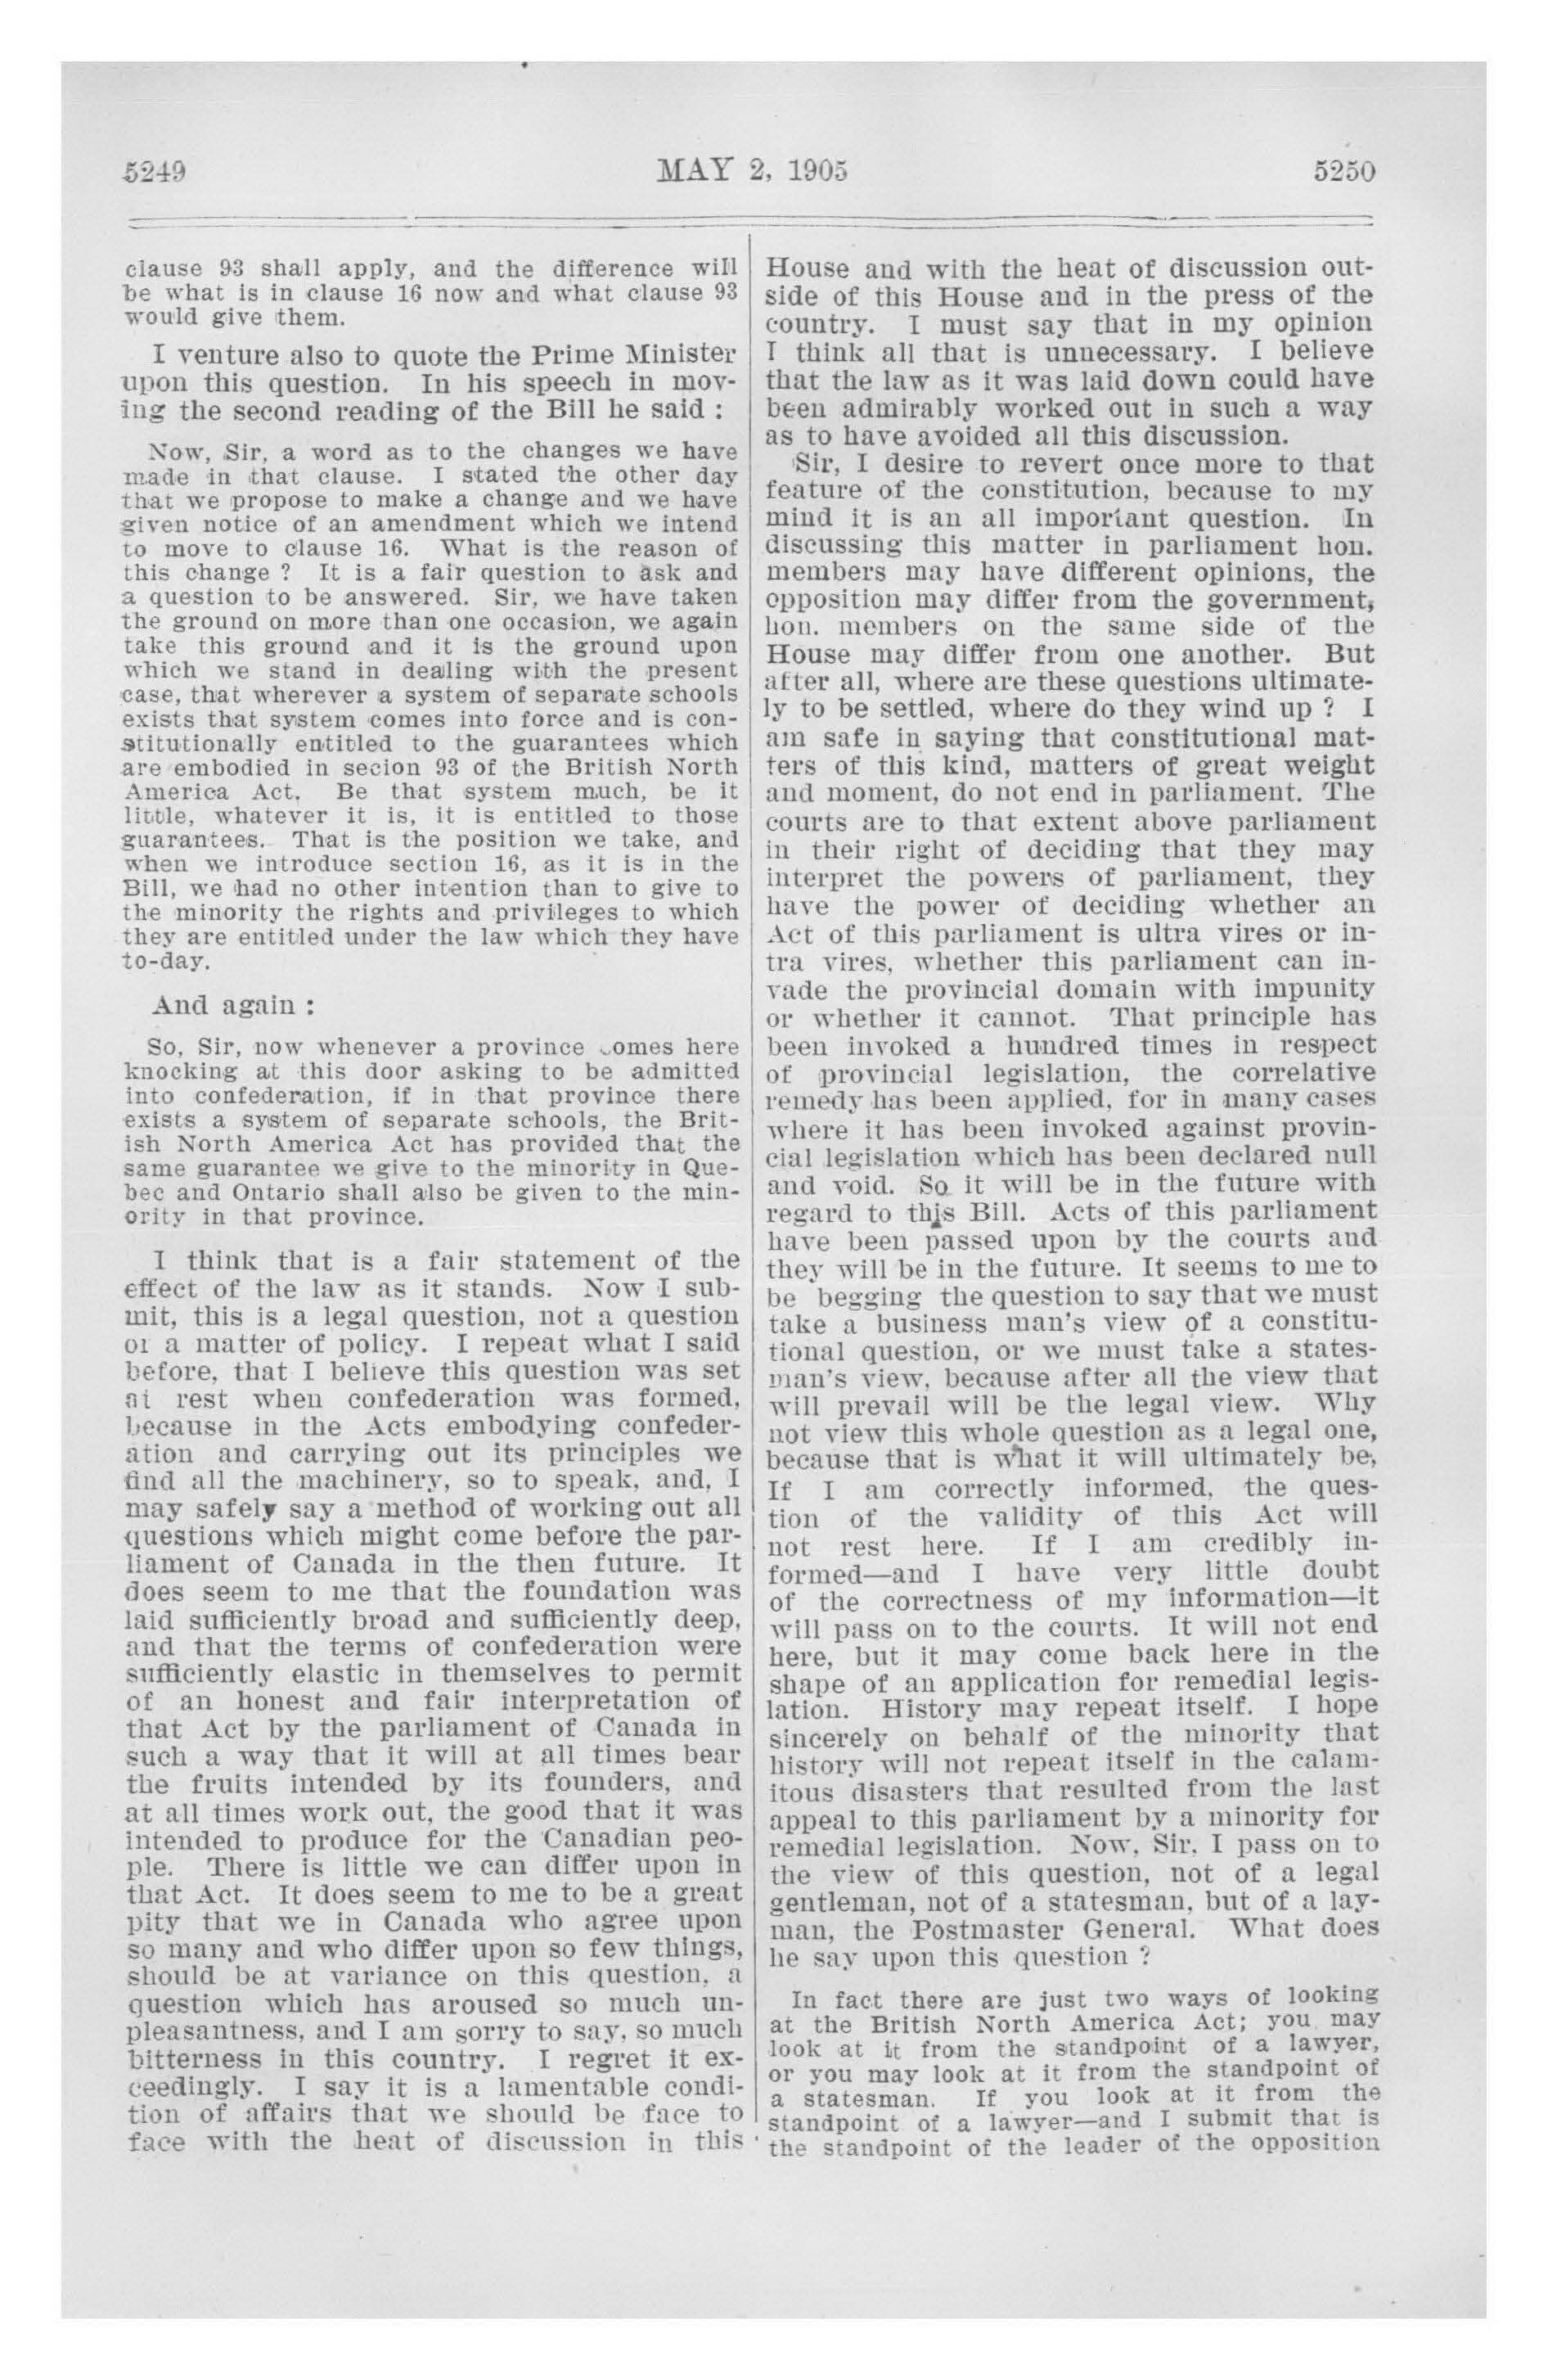 5249
MAY 2, 1905
5250
clause 93 shall apply, and the difference will
be what is in clause 16 now and what clause 93
would give them.
I venture also to quote the Prime Minister
upon this question. In his speech in mov-
ing the second reading of the Bill he said :
Now, Sir, a word as to the changes we have
made in that clause. I stated the other day
that we propose to make a change and we have
given notice of an amendment which we intend
to move to clause 16. What is the reason of
this change ? It is a fair question to ask and
a question to be answered. Sir, we have taken
the ground on more than one occasion, we again
take this ground and it is the ground upon
which we stand in dealing with the present
case, that wherever a system of separate schools
exists that system comes into force and is con-
stitutionally entitled to the guarantees which
are embodied in secion 93 of the British North
America Act. Be that system much, be it
little, whatever it is, it is entitled to those
guarantees. That is the position we take, and
when we introduce section 16, as it is in the
Bill, we had no other intention than to give to
the minority the rights and privileges to which
they are entitled under the law which they have
to-day.
And again :
So, Sir, now whenever a province comes here
knocking at this door asking to be admitted
into confederation, if in that province there
exists a system of separate schools, the Brit-
ish North America Act has provided that the
same guarantee we give to the minority in Que-
bec and Ontario shall also be given to the min-
ority in that province.
I think that is a fair statement of the
effect of the law as it stands. Now I sub-
mit, this is a legal question, not a question
or a matter of policy. I repeat what I said
before, that I believe this question was set
at rest when confederation was formed,
because in the Acts embodying confeder-
ation and carrying out its principles we
find all the machinery, so to speak, and, I
may safely say a method of working out all
questions which might come before the par-
liament of Canada in the then future. It
does seem to me that the foundation was
laid sufficiently broad and sufficiently deep,
and that the terms of confederation were
sufficiently elastic in themselves to permit
of an honest and fair interpretation of
that Act by the parliament of Canada in
such a way that it will at all times bear
the fruits intended by its founders, and
at all times work out, the good that it was
intended to produce for the Canadian peo-
ple. There is little we can differ upon in
that Act. It does seem to me to be a great
pity that we in Canada who agree upon
so many and who differ upon so few things,
should be at variance on this question, a
question which has aroused so much un-
pleasantness, and I am sorry to say, so much
bitterness in this country. I regret it ex-
ceedingly. I say it is a lamentable condi-
tion of affairs that we should be face to
face with the heat of discussion in this
House and with the heat of discussion out-
side of this House and in the press of the
country. I must say that in my opinion
I think all that is unnecessary. I believe
that the law as it was laid down could have
been admirably worked out in such a way
as to have avoided all this discussion.
Sir, I desire to revert once more to that
feature of the constitution, because to my
mind it is an all important question. In
discussing this matter in parliament hon.
members may have different opinions, the
opposition may differ from the government,
hon. members on the same side of the
House may differ from one another. But
after all, where are these questions ultimate-
ly to be settled, where do they wind up ? I
am safe in saying that constitutional mat-
ters of this kind, matters of great weight
and moment, do not end in parliament. The
courts are to that extent above parliament
in their right of deciding that they may
interpret the powers of parliament, they
have the power of deciding whether an
Act of this parliament is ultra vires or in-
tra vires, whether this parliament can in-
vade the provincial domain with impunity
or whether it cannot. That principle has
been invoked a hundred times in respect
of provincial legislation, the correlative
remedy has been applied, for in many cases
where it has been invoked against provin-
cial legislation which has been declared null
and void. So it will be in the future with
regard to this Bill. Acts of this parliament
have been passed upon by the courts and
they will be in the future. It seems to me to
be begging the question to say that we must
take a business man's view of a constitu-
tional question, or we must take a states-
man's view, because after all the view that
will prevail will be the legal view. Why
not view this whole question as a legal one,
because that is what it will ultimately be,
If I am correctly informed, the ques-
tion of the validity of this Act will
not rest here. If I am credibly in-
formed—and I have very little doubt
of the correctness of my information—it
will pass on to the courts. It will not end
here, but it may come back here in the
shape of an application for remedial legis-
lation. History may repeat itself. I hope
sincerely on behalf of the minority that
history will not repeat itself in the calam-
itous disasters that resulted from the last
appeal to this parliament by a minority for
remedial legislation. Now, Sir, I pass on to
the view of this question, not of a legal
gentleman, not of a statesman, but of a lay-
man, the Postmaster General. What does
he say upon this question ?
In fact there are just two ways of looking
at the British North America Act; you may
look at it from the standpoint of a lawyer,
or you may look at it from the standpoint of
a statesman. If you look at it from the
standpoint of a lawyer—and I submit that is
the standpoint of the leader of the opposition